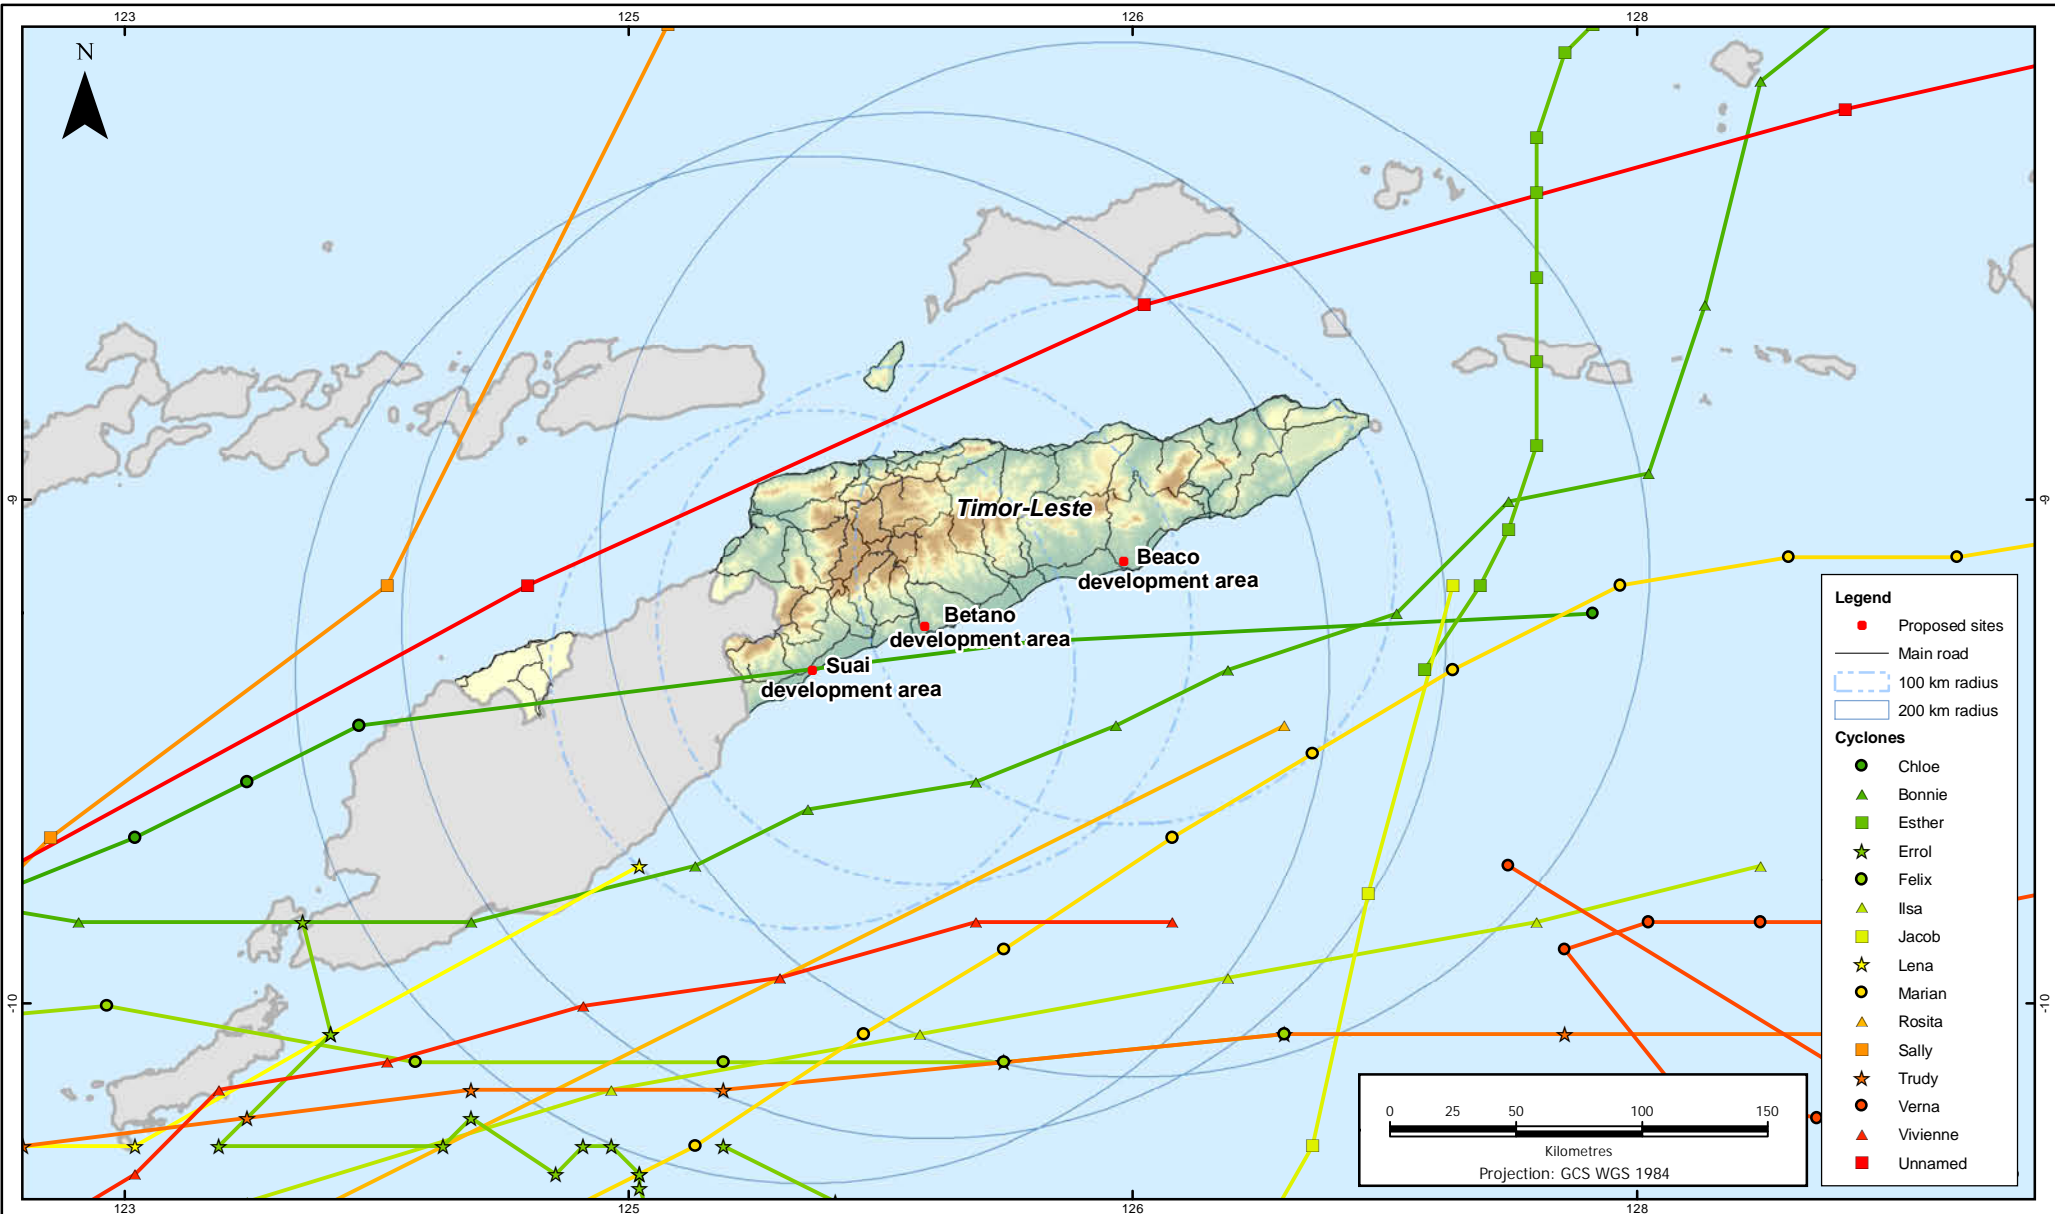 123
125
126
128
N
-9
-9
Timor-Leste
Beaco
development area
Betano
development area
Suai
development area
-10
-10
Legend
Proposed sites
Main road
100 km radius
200 km radius
Cyclones
Chloe
Bonnie
Esther
Errol
Felix
Ilsa
Jacob
Lena
Marian
Rosita
Sally
Trudy
Verna
Vivienne
Unnamed
0 25 50 100 150
Kilometres
Projection: GCS WGS 1984
123
125
126
128